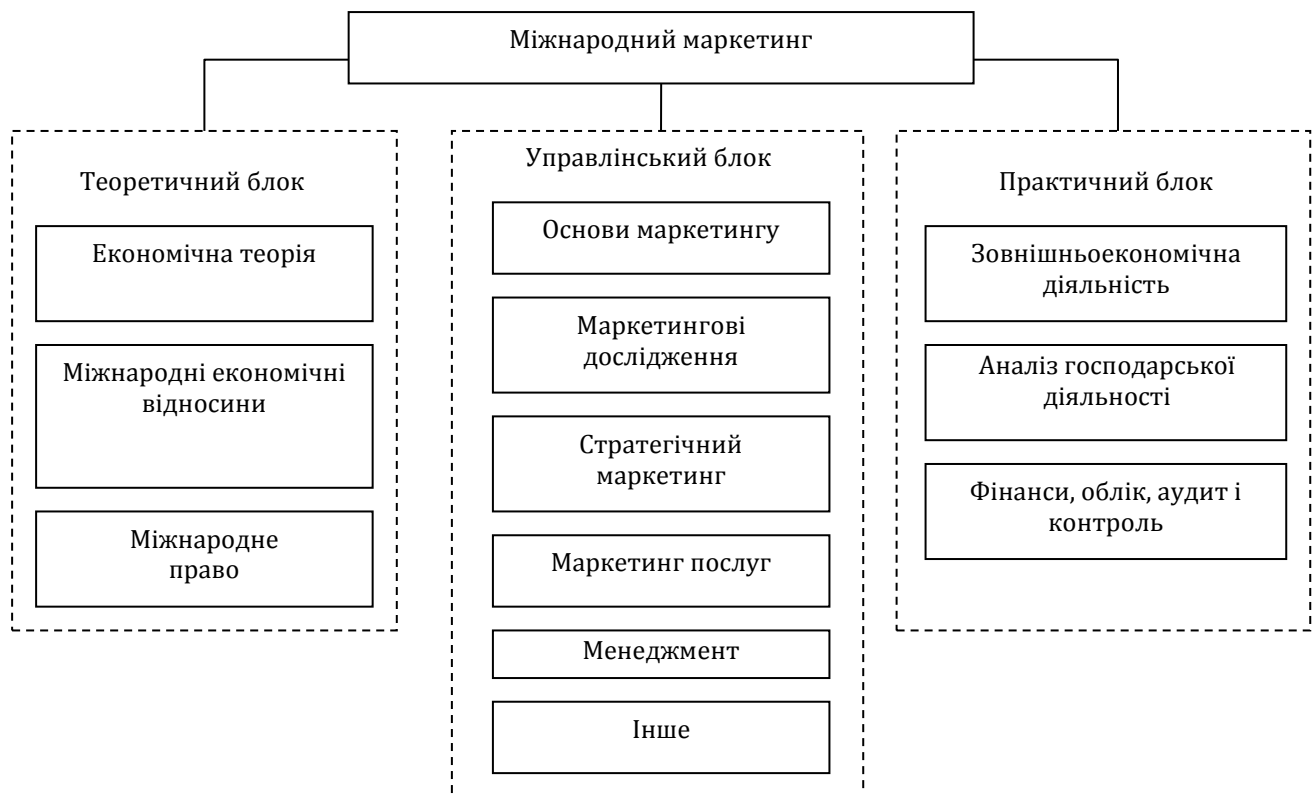 Міжнародний маркетинг
Теоретичний блок
Економічна теорія
Міжнародні економічні
відносини
Міжнародне
право
Управлінський блок
Основи маркетингу
Маркетингові
дослідження
Стратегічний
маркетинг
Маркетинг послуг
Менеджмент
Інше
Практичний блок
Зовнішньоекономічна
діяльність
Аналіз господарської
діяльності
Фінанси, облік, аудит і
контроль